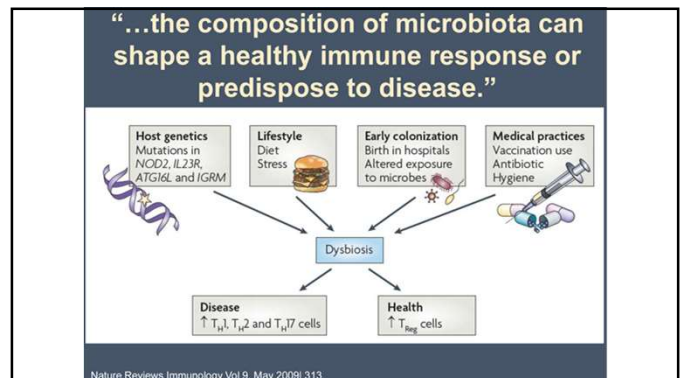 “…the composition of microbiota can
shape a healthy immune response or
predispose to disease.”
Host genetics
Mutations in
NOD2, IL23R,
ATG16L and IGRM
Lifestyle
Diet
Stress
Early colonization
Birth in hospitals
Altered exposure
to microbes
Medical practices
Vaccination use
Antibiotic
Hygiene
Dysbiosis
Disease
↑ TH1, TH2 and TH17 cells
Health
↑ TReg cells
Nature Reviews Immunology Vol 9, May 2009| 313